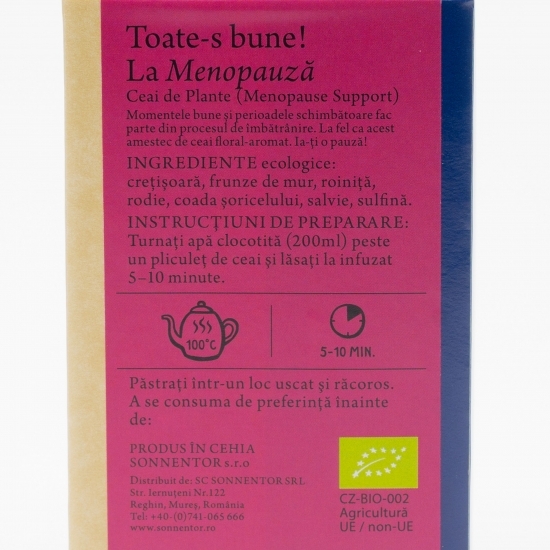 Toate-s bune!
La Menopauză
Ceai de Plante (Menopause Support)
Momentele bune și perioadele schimbătoare fac
parte din procesul de îmbătrânire. La fel ca acest
amestec de ceai floral-aromat. Ia-ți o pauză!
INGREDIENTE ecologice:
crețișoară, frunze de mur, roiniță,
rodie, coada șoricelului, salvie, sulfină.
INSTRUCȚIUNI DE PREPARARE:
Turnați apă clocotită (200ml) peste
un pliculeț de ceai și lăsați la infuzat
5–10 minute.
100°C
5-10 MIN.
Păstrați într-un loc uscat și răcoros.
A se consuma de preferință înainte
de:
PRODUS ÎN CEHIA
SONNENTOR s.r.o
Distribuit de: SC SONNENTOR SRL
Str. Iernuțeni Nr.122
Reghin, Mureș, România
Tel: +40-(0)741-065 666
www.sonnentor.ro
CZ-BIO-002
Agricultură
UE / non-UE